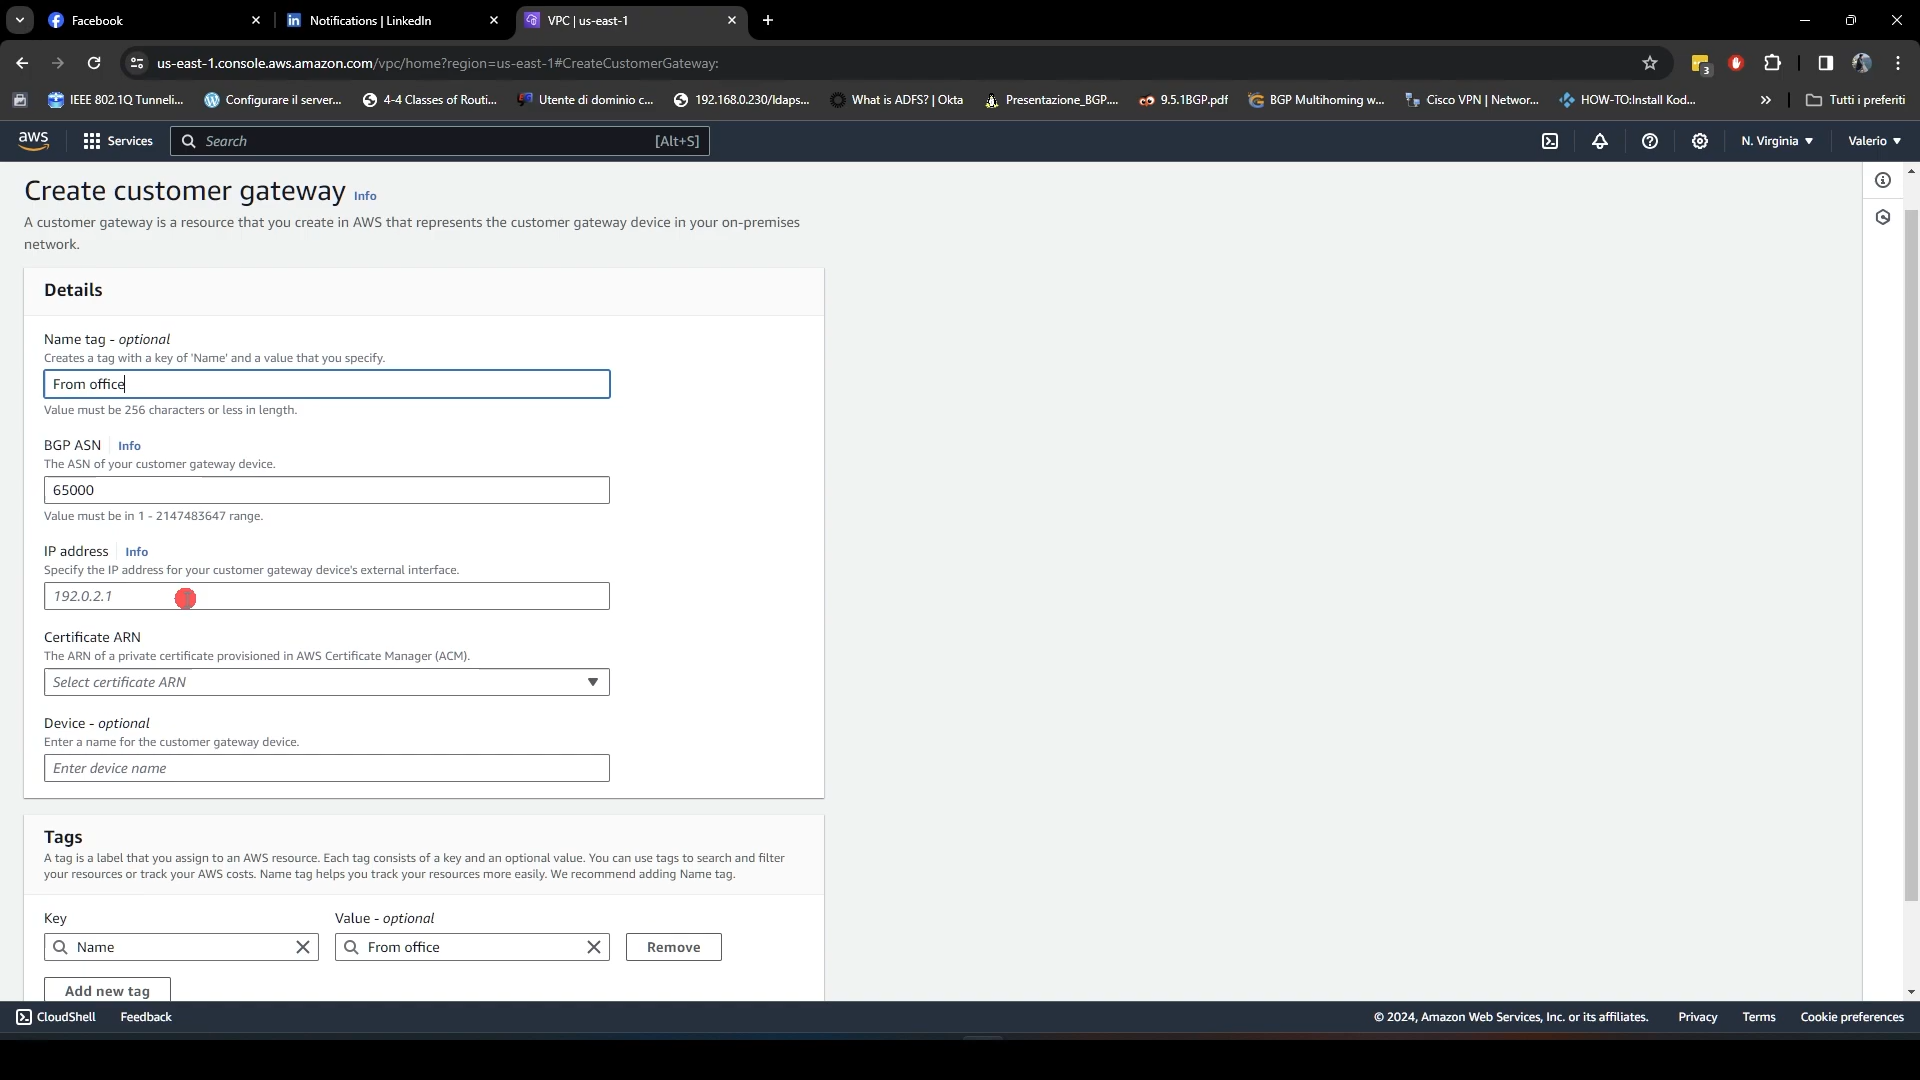 Facebook
Notifications | LinkedIn
VPC | us-east-1
us-east-1.console.aws.amazon.com/vpc/home?region=us-east-1#CreateCustomerGateway:
3
IEEE 802.1Q Tunneli...
Configurare il server...
4-4 Classes of Routi...
Utente di dominio c...
192.168.0.230/ldaps...
What is ADFS? | Okta
Presentazione_BGP....
9.5.1BGP.pdf
BGP Multihoming w...
Cisco VPN | Networ...
HOW-TO:Install Kod...
Tutti i preferiti
aws
Services
Search
[Alt+S]
N. Virginia
Valerio
Create customer gateway Info
A customer gateway is a resource that you create in AWS that represents the customer gateway device in your on-premises
network.
Details
Name tag - optional
Creates a tag with a key of 'Name' and a value that you specify.
From office
Value must be 256 characters or less in length.
BGP ASN Info
The ASN of your customer gateway device.
65000
Value must be in 1 - 2147483647 range.
IP address Info
Specify the IP address for your customer gateway device's external interface.
192.0.2.1
Certificate ARN
The ARN of a private certificate provisioned in AWS Certificate Manager (ACM).
Select certificate ARN
Device - optional
Enter a name for the customer gateway device.
Enter device name
Tags
A tag is a label that you assign to an AWS resource. Each tag consists of a key and an optional value. You can use tags to search and filter
your resources or track your AWS costs. Name tag helps you track your resources more easily. We recommend adding Name tag.
Key
Value - optional
Name
From office
Remove
Add new tag
CloudShell
Feedback
© 2024, Amazon Web Services, Inc. or its affiliates.
Privacy
Terms
Cookie preferences